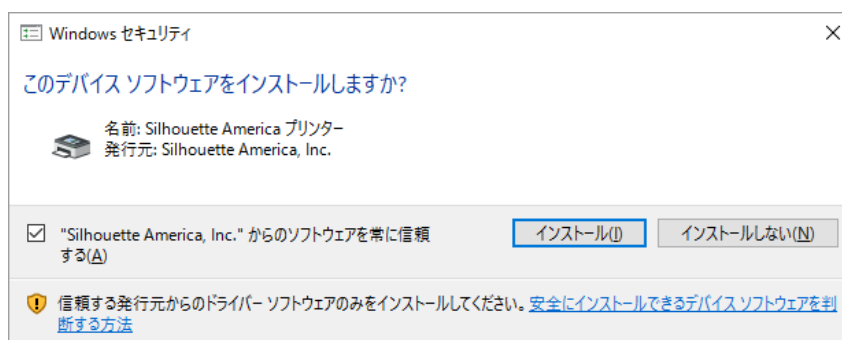 Windows セキュリティ
このデバイス ソフトウェアをインストールしますか?
名前: Silhouette America プリンター
発行元: Silhouette America, Inc.
"Silhouette America, Inc." からのソフトウェアを常に信頼
する(A)
インストール(I)
インストールしない(N)
信頼する発行元からのドライバー ソフトウェアのみをインストールしてください。安全にインストールできるデバイス ソフトウェアを判
断する方法